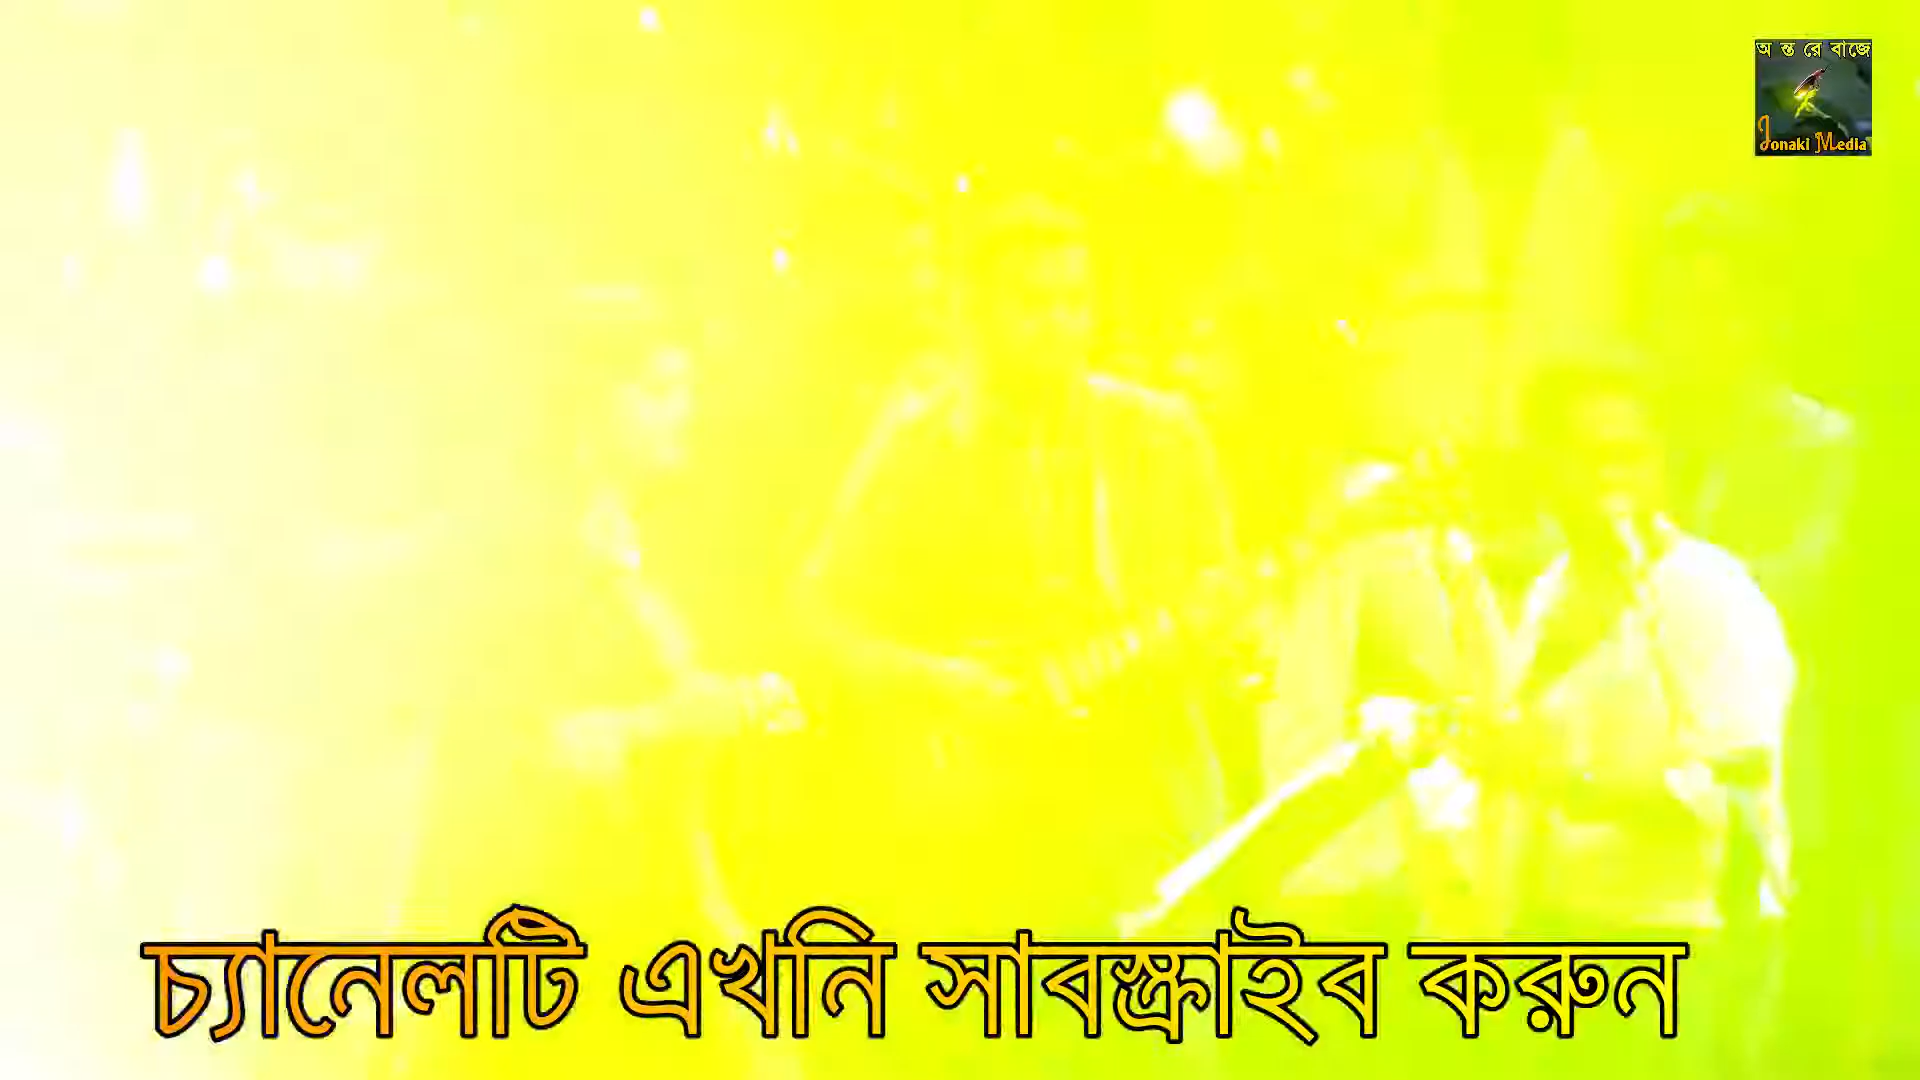 অ ন্ত রে বাজে
Jonaki Media
চ্যানেলটি এখনি সাবস্ক্রাইব করুন